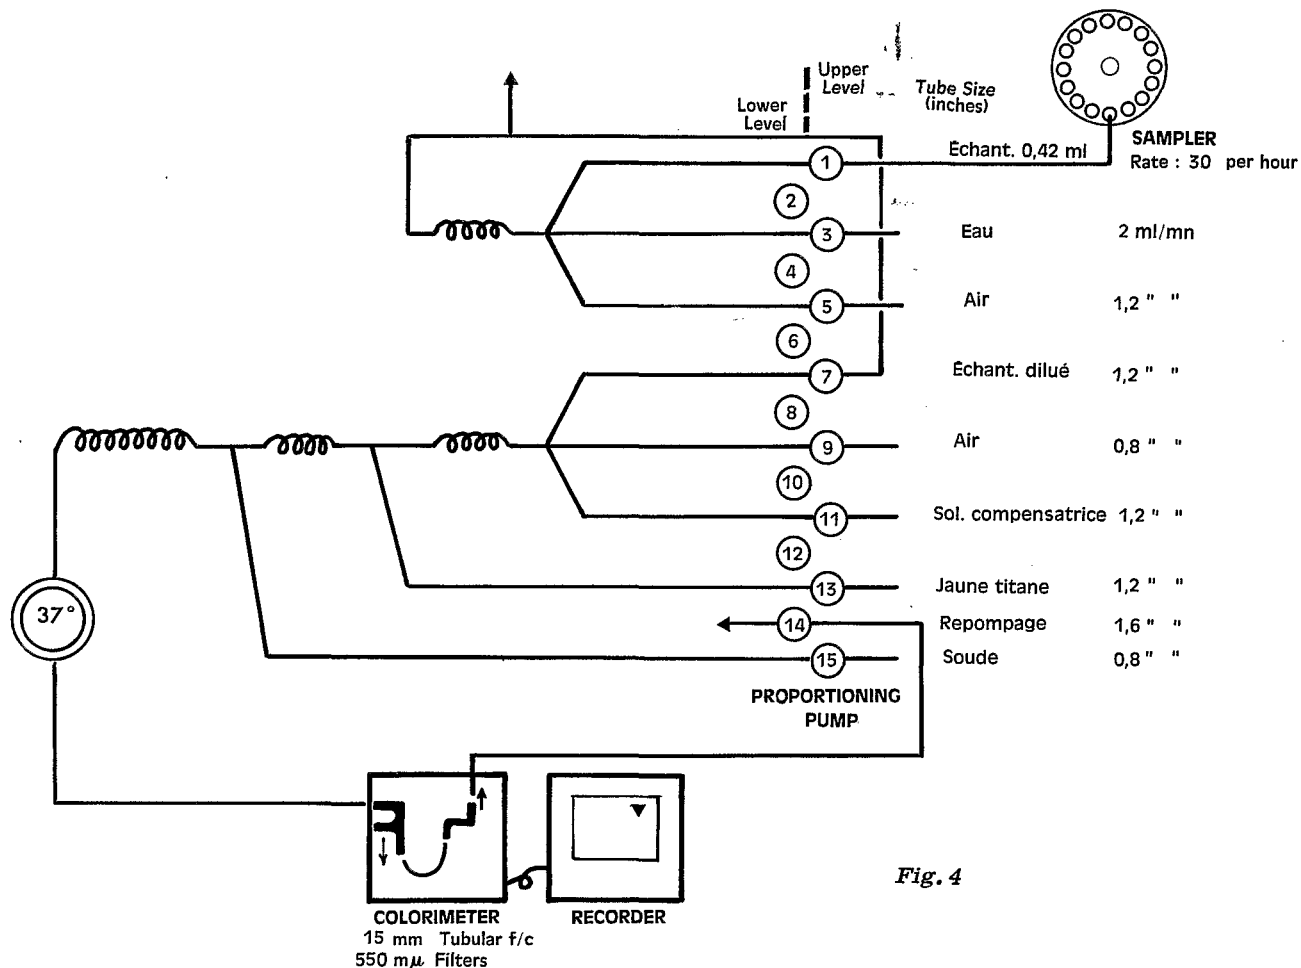 Upper
Level
Lower
Level
Tube Size
(inches)
SAMPLER
Rate : 30 per hour
1 Échant. 0,42 ml
2
3 Eau 2 ml/mn
4
5 Air 1,2 " "
6
7 Échant. dilué 1,2 " "
8
9 Air 0,8 " "
10
11 Sol. compensatrice 1,2 " "
12
13 Jaune titane 1,2 " "
37°
14 Repompage 1,6 " "
15 Soude 0,8 " "
PROPORTIONING
PUMP
Fig. 4
COLORIMETER
15 mm Tubular f/c
550 mµ Filters
RECORDER